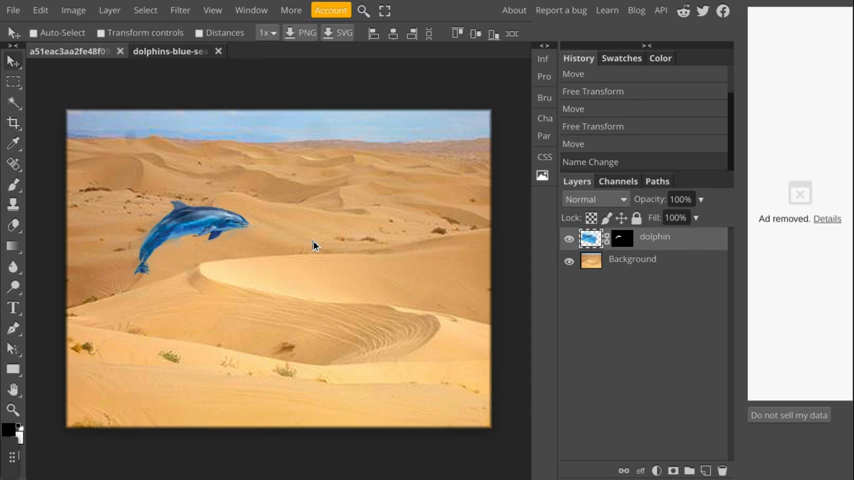 File Edit Image Layer Select Filter View Window More Account About Report a bug Learn Blog API
Auto-Select Transform controls Distances 1x PNG SVG
a51eac3aa2fe48f0 dolphins-blue-sea
> < < > > <
Inf
Pro
Bru
Cha
Par
CSS
History Swatches Color
Move
Free Transform
Move
Free Transform
Move
Name Change
Layers Channels Paths
Normal Opacity: 100%
Lock: Fill: 100%
dolphin
Background
eff
Ad removed. Details
Do not sell my data